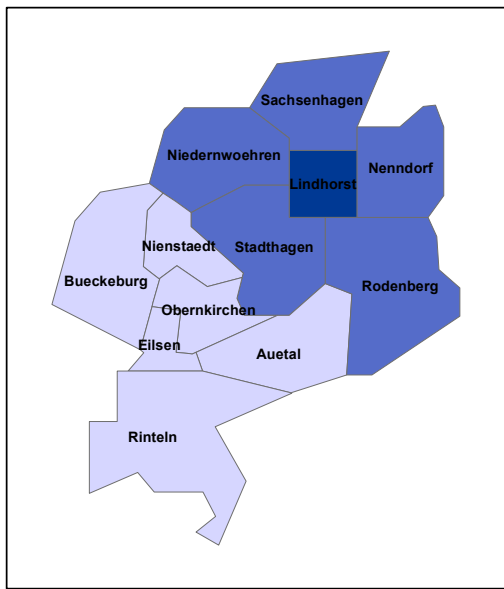 Sachsenhagen
Niedernwoehren
Nenndorf
Lindhorst
Nienstaedt
Stadthagen
Bueckeburg
Rodenberg
Obernkirchen
Eilsen
Auetal
Rinteln